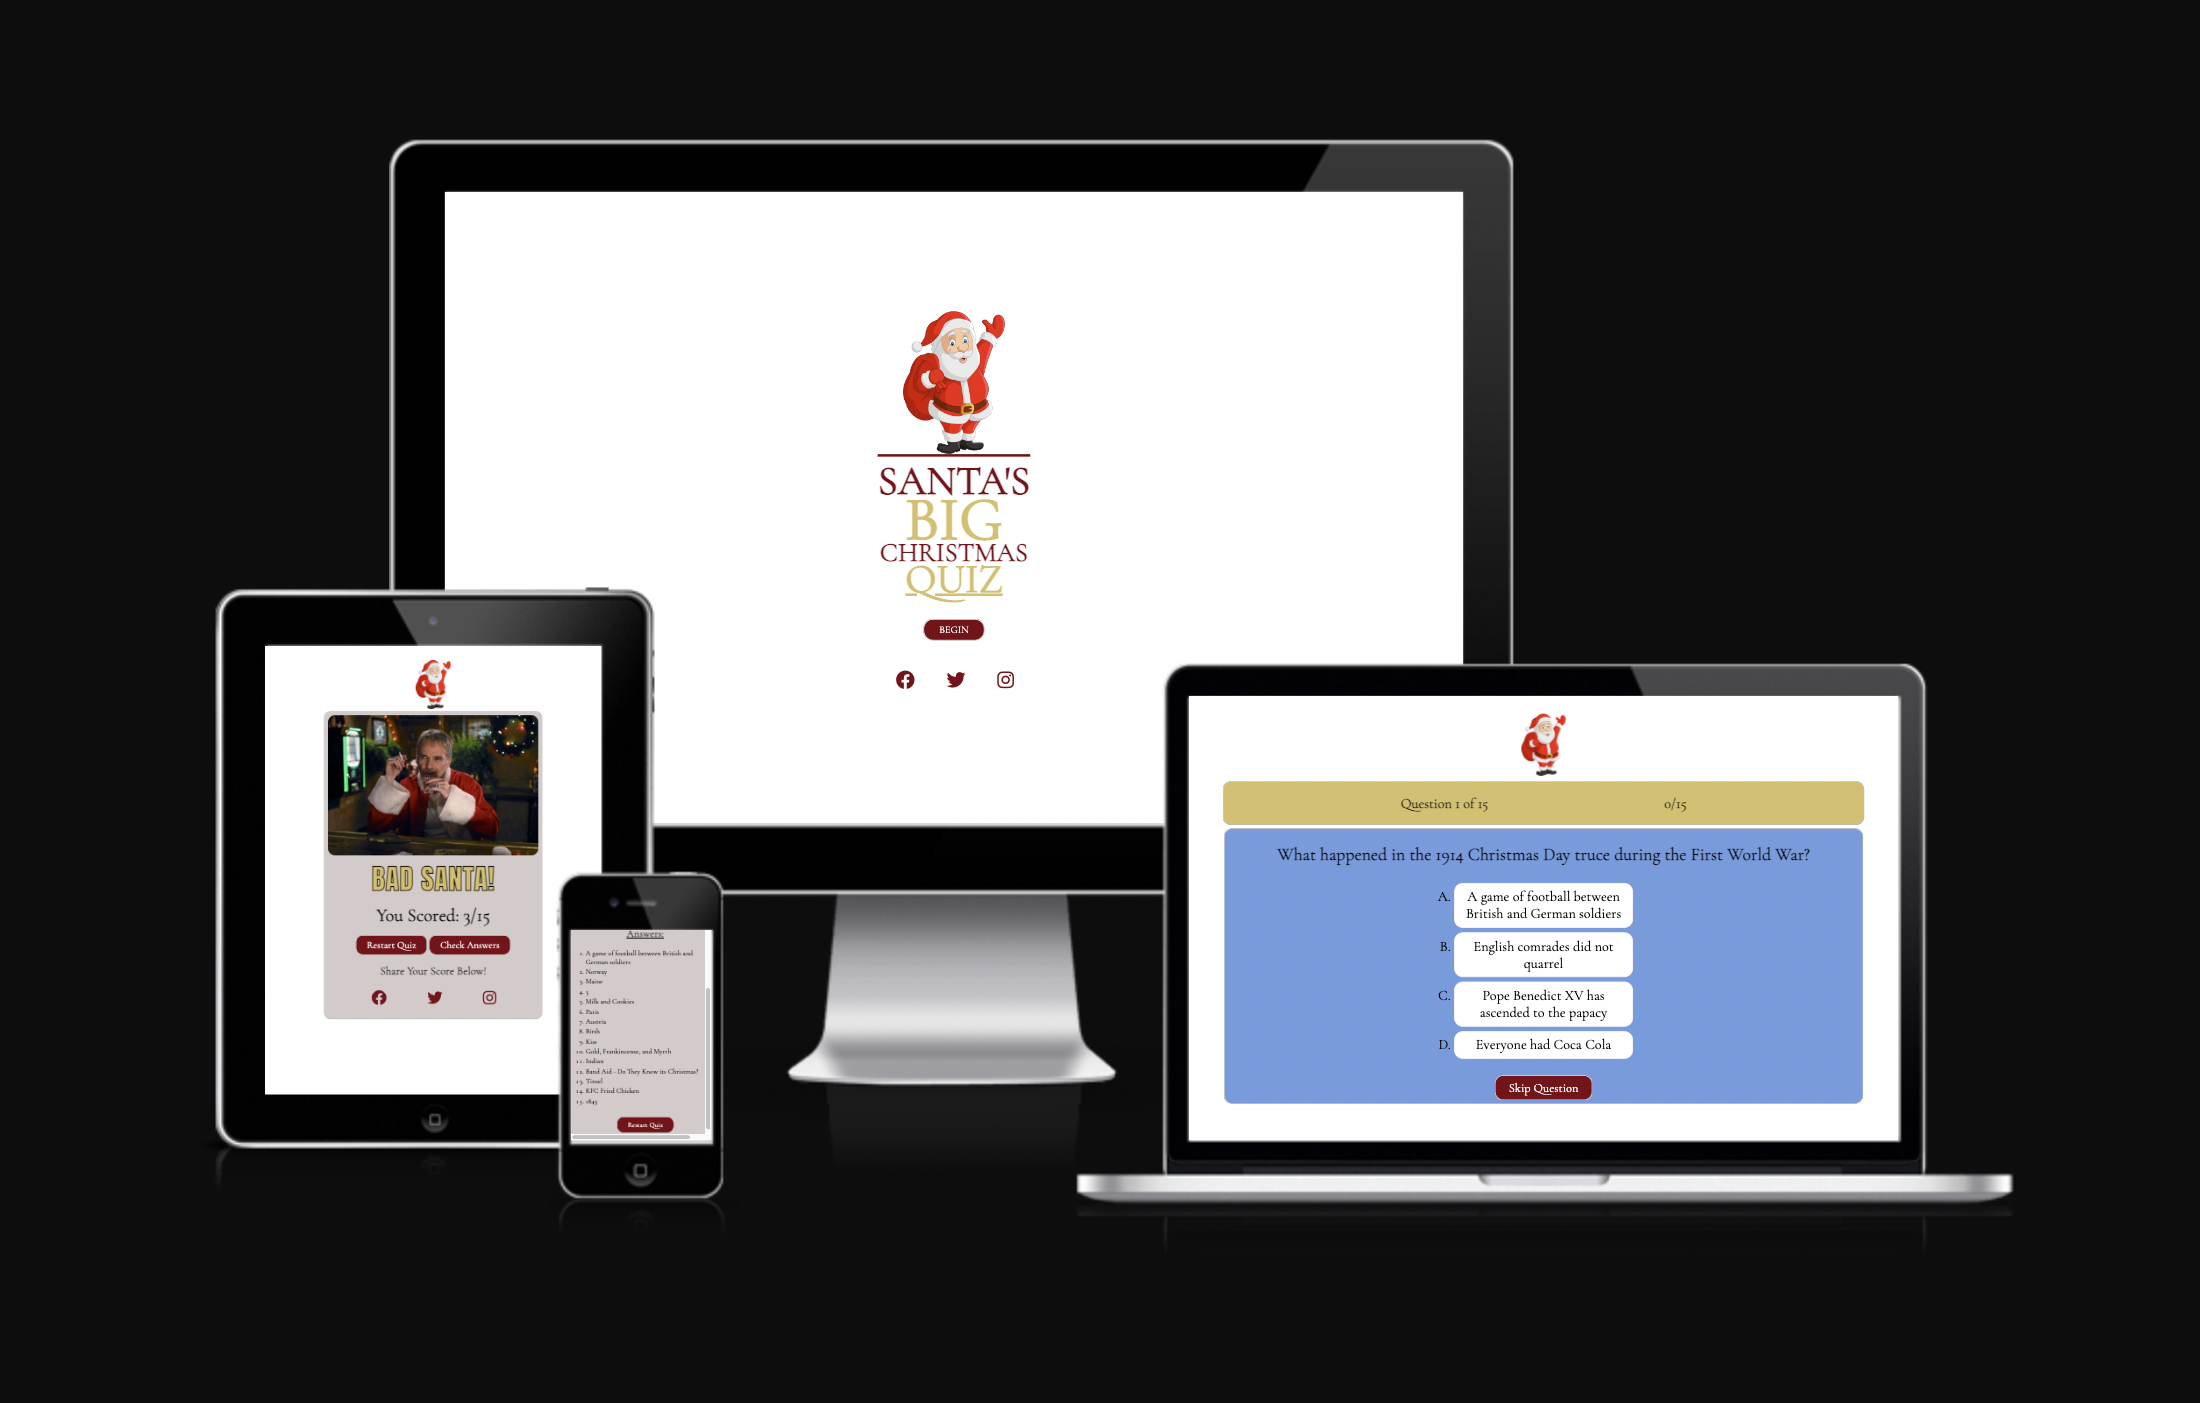 SANTA'S
BIG
CHRISTMAS
QUIZ
BEGIN
BAD SANTA!
You Scored: 3/15
Restart Quiz
Check Answers
Share Your Score Below!
Answers:
1. A game of football between British and
German soldiers
2. Norway
3. Maine
4. 3
5. Milk and Cookies
6. Paris
7. Austria
8. Birth
9. Kiss
10. Gold, Frankincense, and Myrrh
11. Indian
12. Band Aid - Do They Know its Christmas?
13. Tinsel
14. KFC Fried Chicken
15. 1843
Restart Quiz
Question 1 of 15
0/15
What happened in the 1914 Christmas Day truce during the First World War?
A. A game of football between
British and German soldiers
B. English comrades did not
quarrel
C. Pope Benedict XV has
ascended to the papacy
D. Everyone had Coca Cola
Skip Question